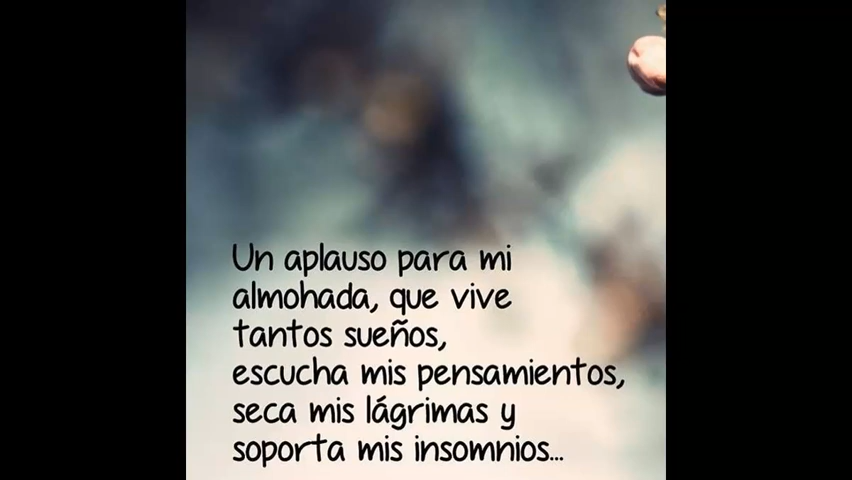 Un aplauso para mi
almohada, que vive
tantos sueños,
escucha mis pensamientos,
seca mis lágrimas y
soporta mis insomnios...